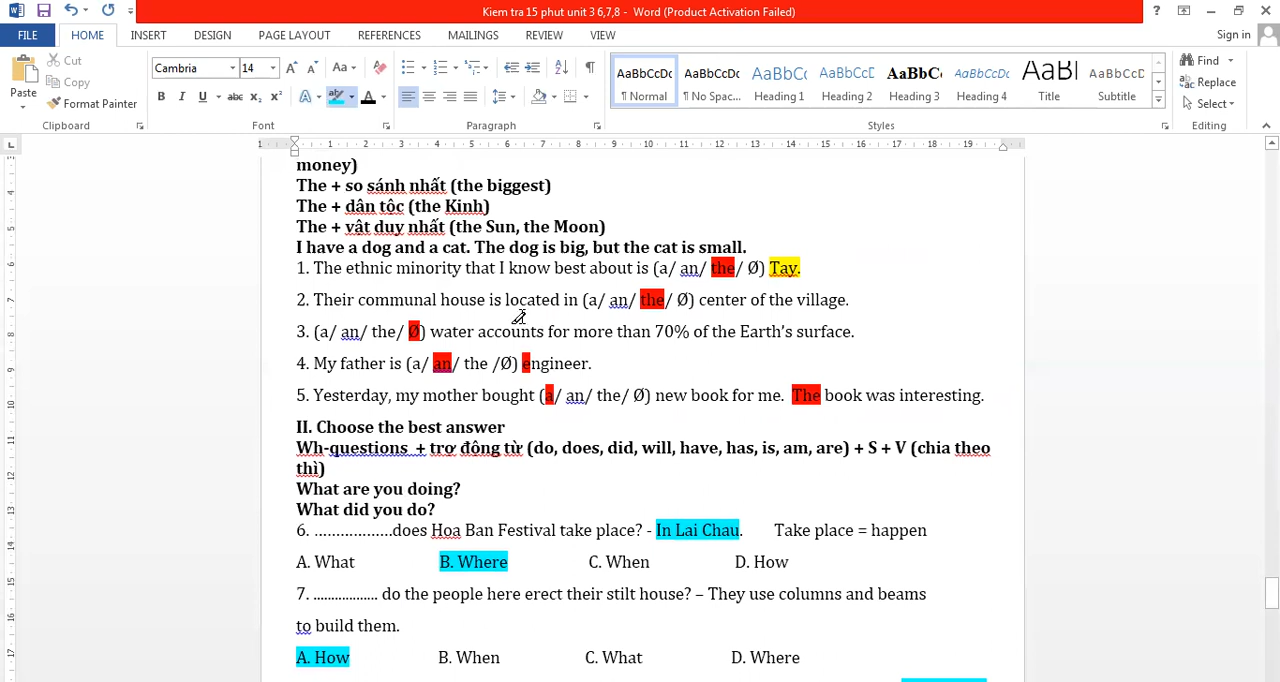 Kiem tra 15 phut unit 3 6,7,8 - Word (Product Activation Failed)
FILE HOME INSERT DESIGN PAGE LAYOUT REFERENCES MAILINGS REVIEW VIEW Sign in
Paste Cut Copy Format Painter
Cambria 14
AaBbCcDc ¶ Normal AaBbCcDc ¶ No Spac... AaBbCc Heading 1 AaBbCcDc Heading 2 AaBbC Heading 3 AaBbCcDc Heading 4 AaBl Title AaBbCcDc Subtitle
Find Replace Select
Clipboard Font Paragraph Styles Editing
money)
The + so sánh nhất (the biggest)
The + dân tộc (the Kinh)
The + vật duy nhất (the Sun, the Moon)
I have a dog and a cat. The dog is big, but the cat is small.
1. The ethnic minority that I know best about is (a/ an/ the/ Ø) Tay.
2. Their communal house is located in (a/ an/ the/ Ø) center of the village.
3. (a/ an/ the/ Ø) water accounts for more than 70% of the Earth’s surface.
4. My father is (a/ an/ the /Ø) engineer.
5. Yesterday, my mother bought (a/ an/ the/ Ø) new book for me. The book was interesting.
II. Choose the best answer
Wh-questions + trợ động từ (do, does, did, will, have, has, is, am, are) + S + V (chia theo
thì)
What are you doing?
What did you do?
6. ………………..does Hoa Ban Festival take place? - In Lai Chau. Take place = happen
A. What B. Where C. When D. How
7. .................. do the people here erect their stilt house? – They use columns and beams
to build them.
A. How B. When C. What D. Where